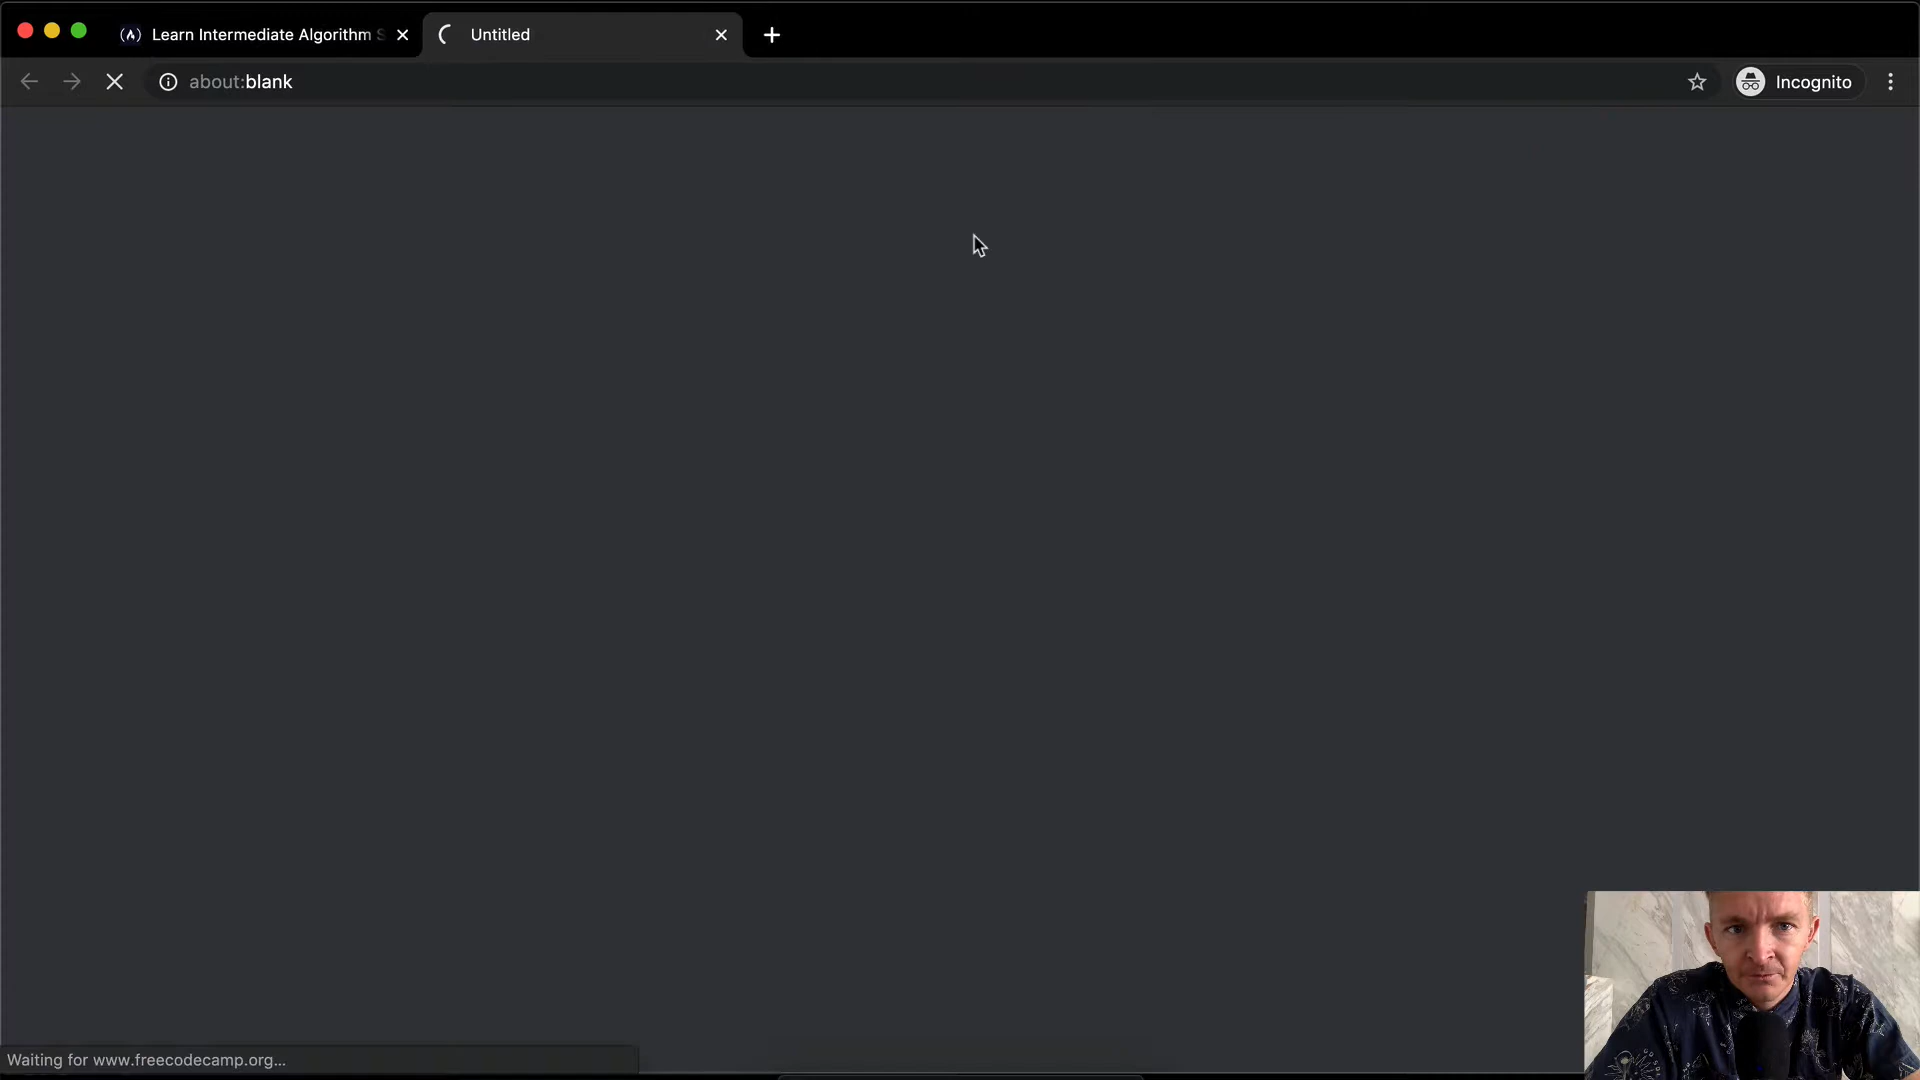 Learn Intermediate Algorithm S
Untitled
about:blank
Incognito
Waiting for www.freecodecamp.org...